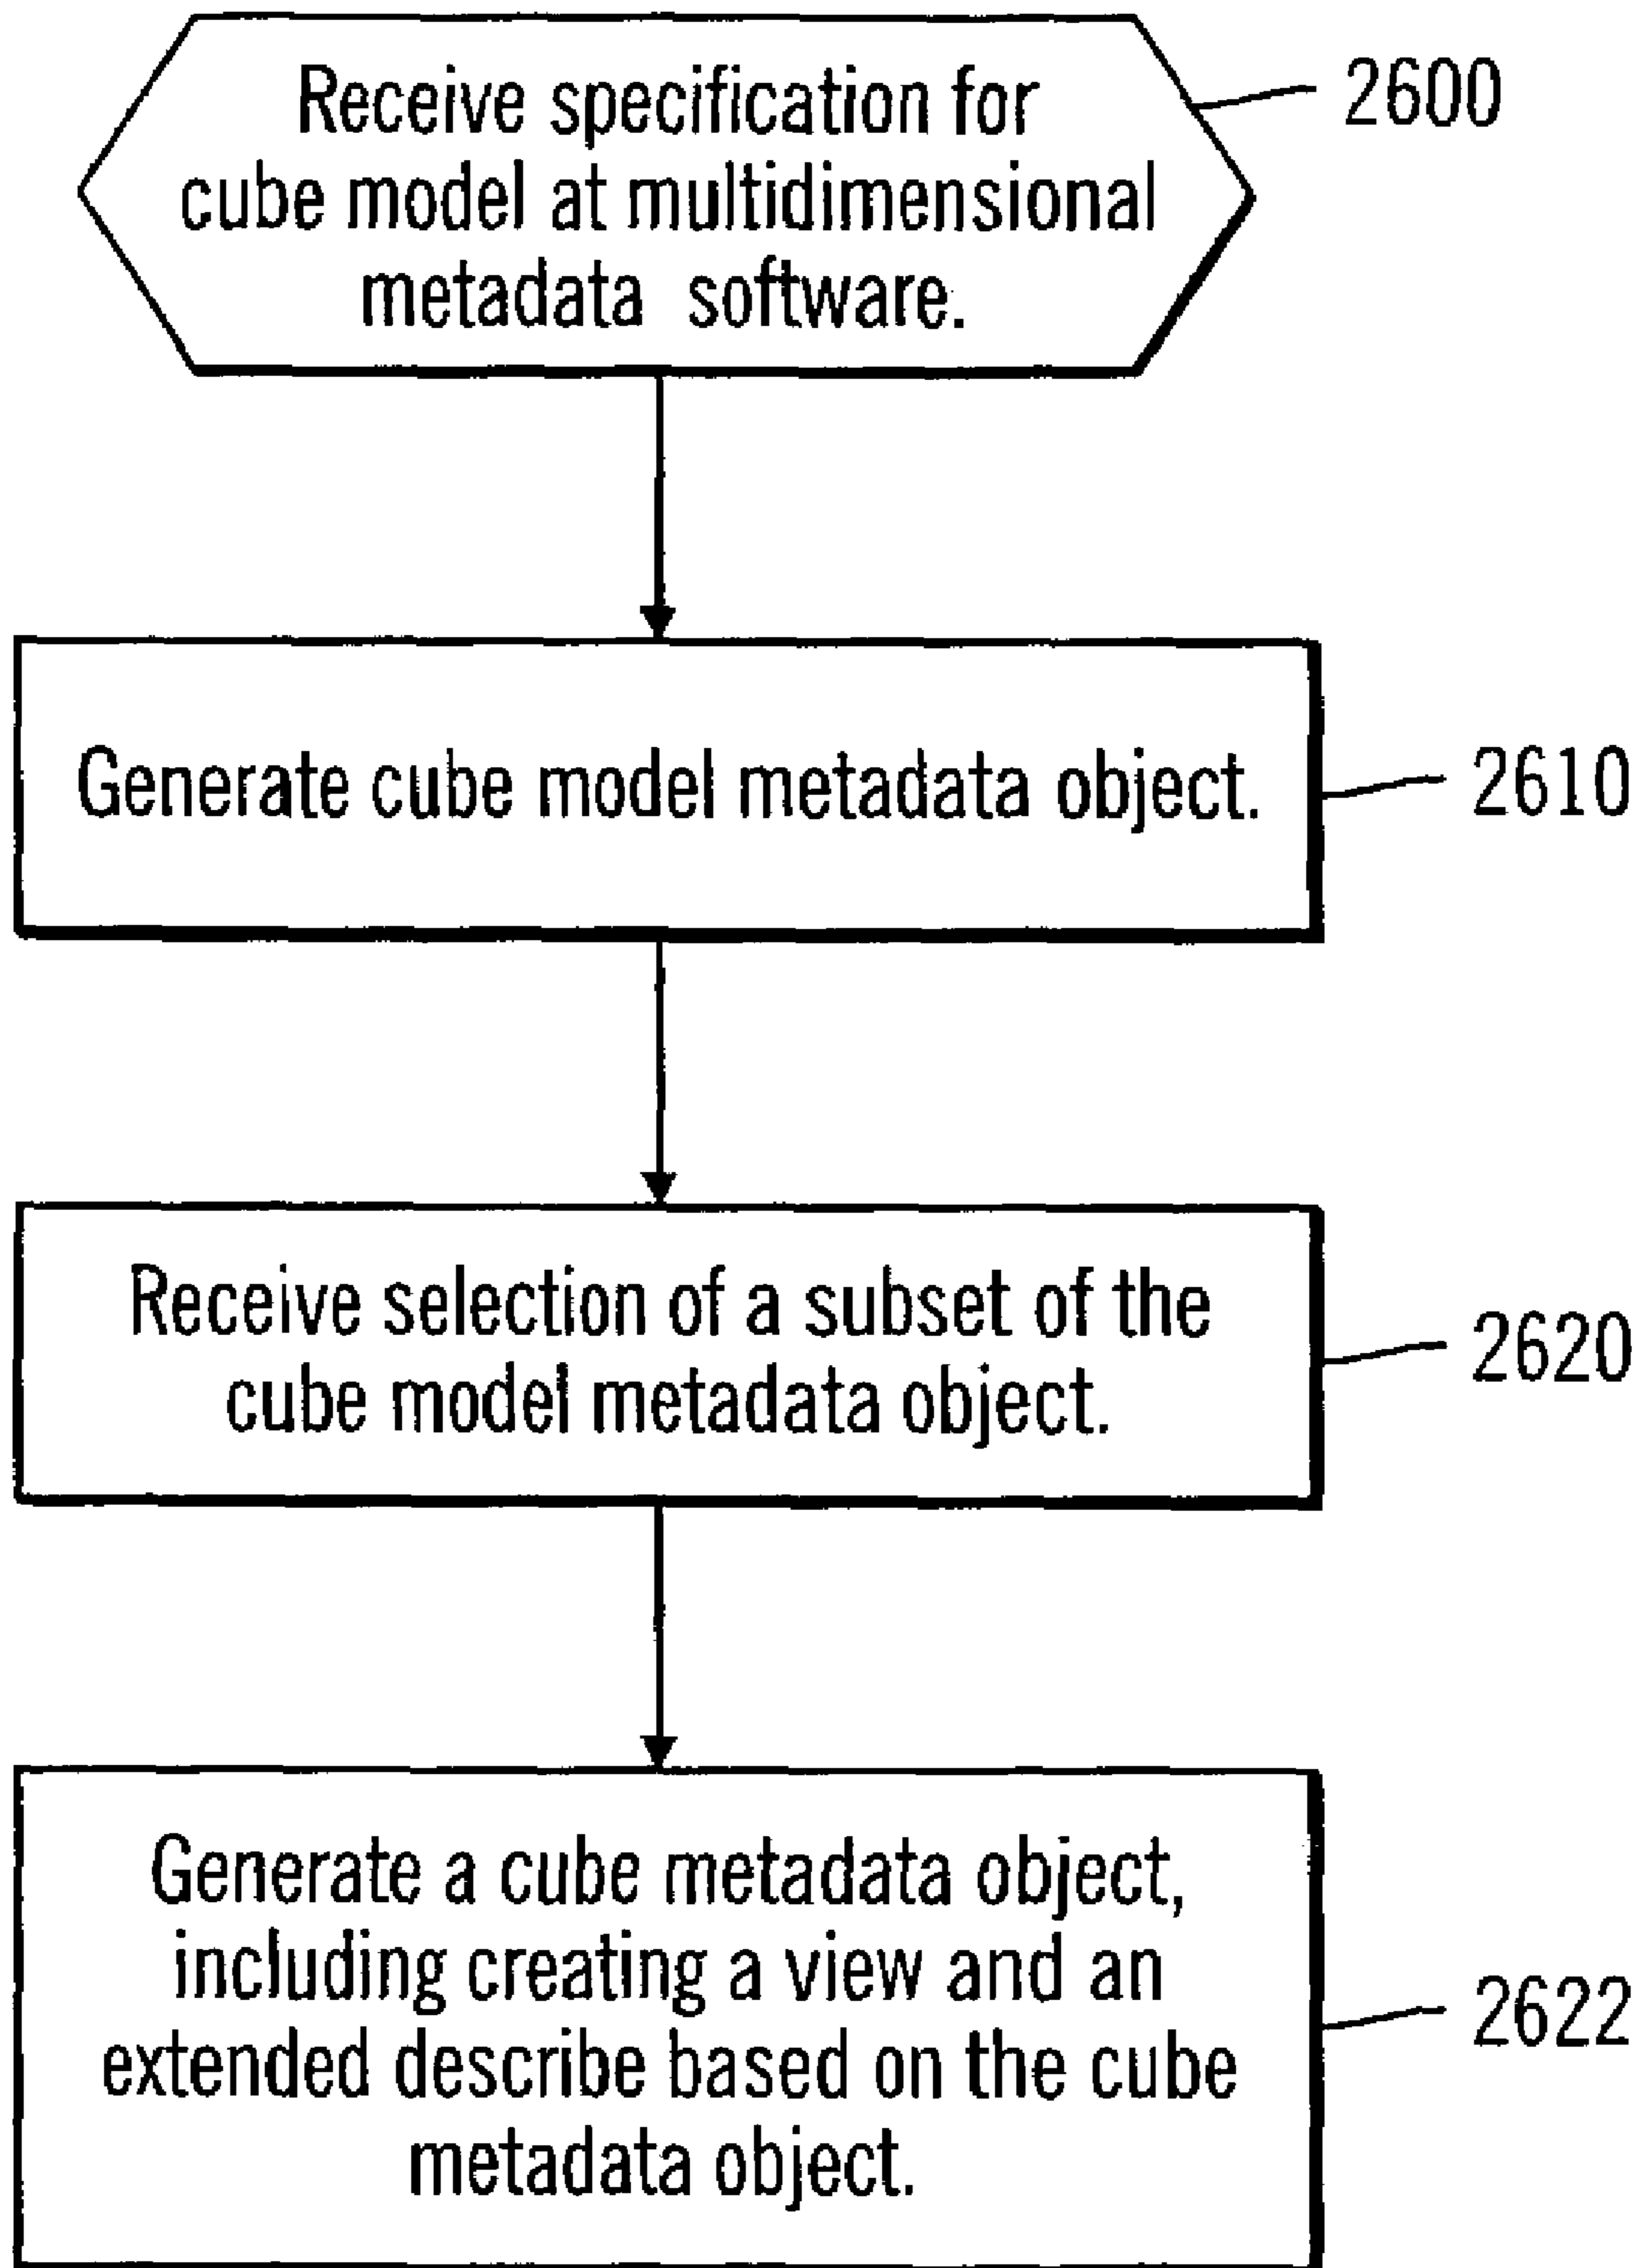 Receive specification for
cube model at multidimensional
metadata software.
2600
Generate cube model metadata object.
2610
Receive selection of a subset of the
cube model metadata object.
2620
Generate a cube metadata object,
including creating a view and an
extended describe based on the cube
metadata object.
2622